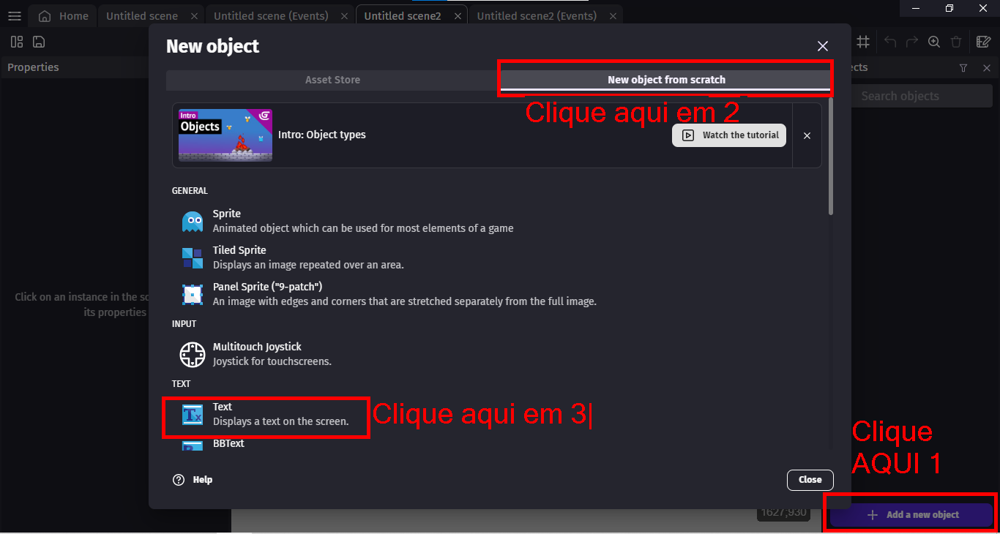 Home
Untitled scene
Untitled scene (Events)
Untitled scene2
Untitled scene2 (Events)
Properties
New object
Asset Store
New object from scratch
Clique aqui em 2
Intro
Objects
Intro: Object types
Watch the tutorial
cts
Search objects
GENERAL
Sprite
Animated object which can be used for most elements of a game
Tiled Sprite
Displays an image repeated over an area.
Panel Sprite ("9-patch")
An image with edges and corners that are stretched separately from the full image.
Click on an instance in the sc
its properties
INPUT
Multitouch Joystick
Joystick for touchscreens.
TEXT
Tx
Text
Displays a text on the screen.
Clique aqui em 3
BBText
Clique
AQUI 1
Help
Close
1627;930
Add a new object